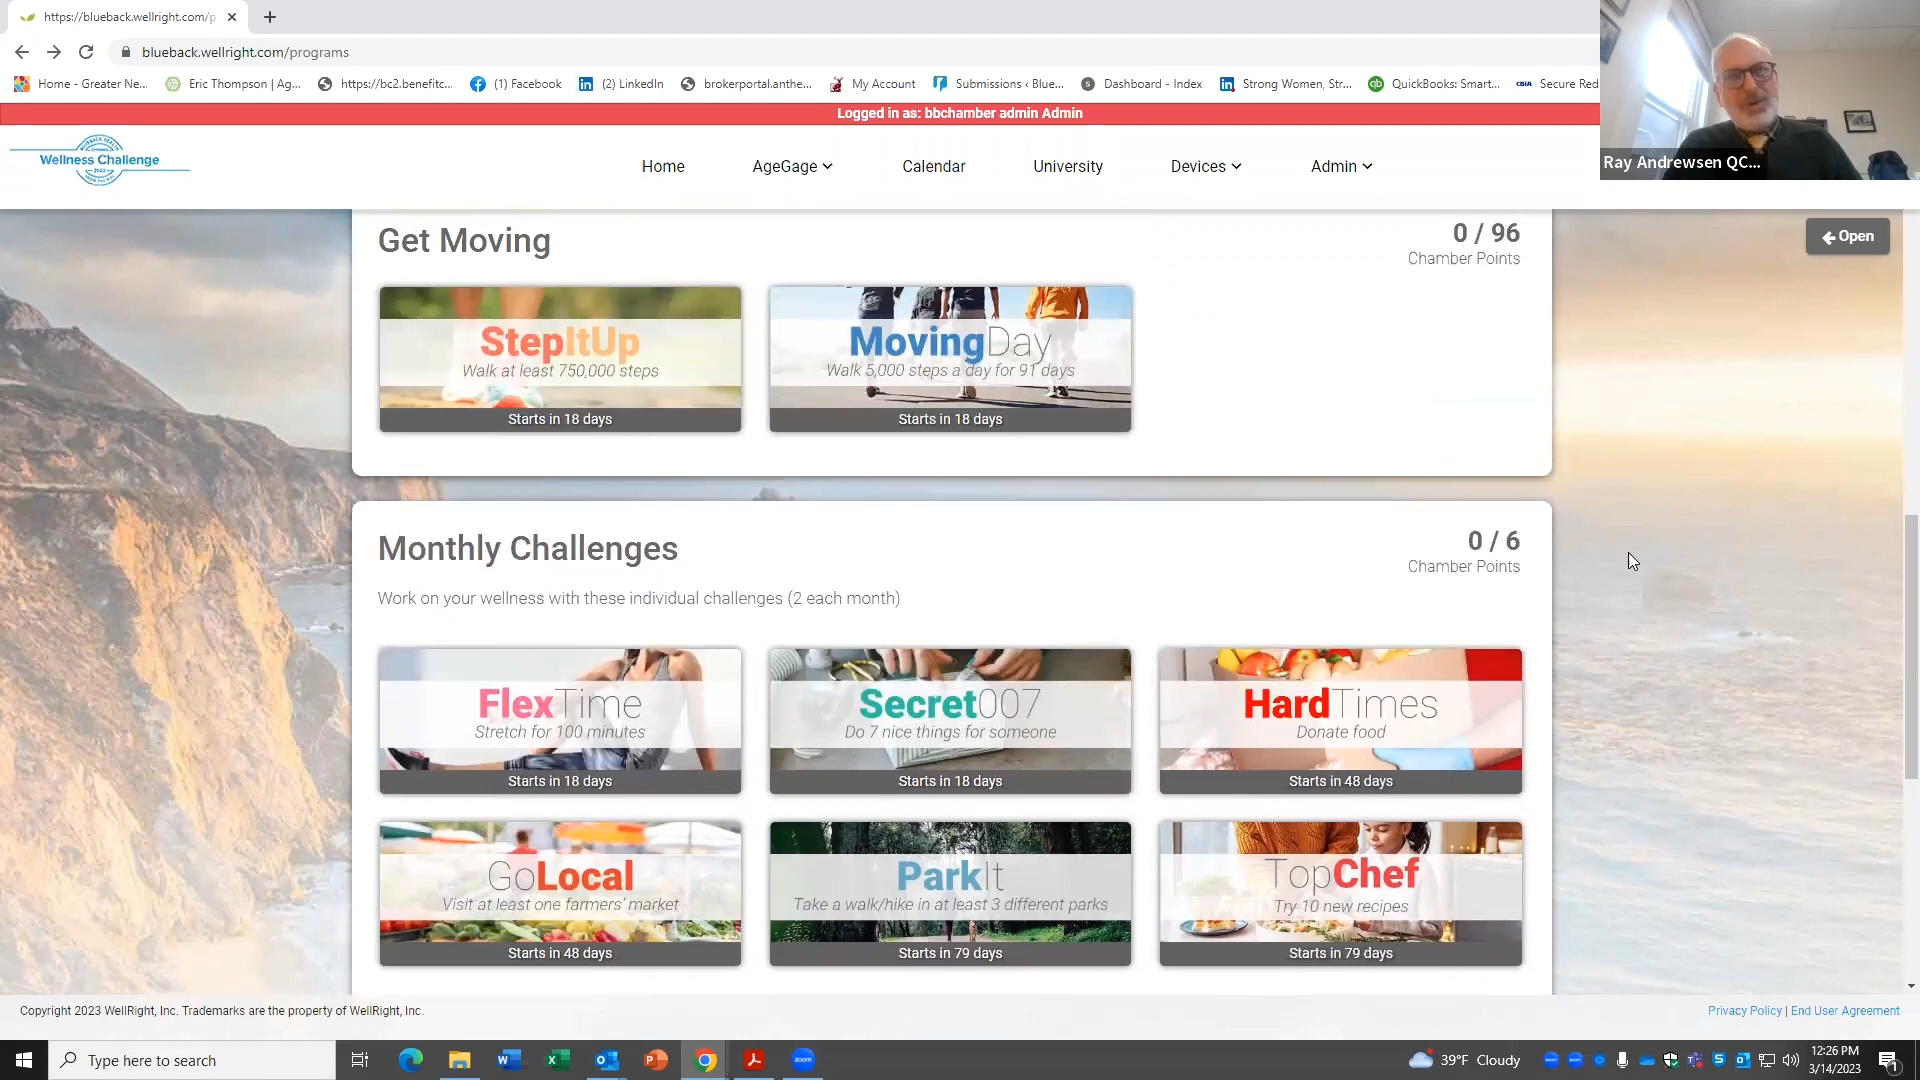 https://blueback.wellright.com/p
blueback.wellright.com/programs
Home - Greater Ne...
Eric Thompson | Ag...
https://bc2.benefitc...
(1) Facebook
(2) LinkedIn
brokerportal.anthe...
My Account
Submissions ‹ Blue...
Dashboard - Index
Strong Women, Str...
QuickBooks: Smart...
CBIA Secure Red
Logged in as: bbchamber admin Admin
Ray Andrewsen QC...
Wellness Challenge
2022
Home
AgeGage
Calendar
University
Devices
Admin
Open
Get Moving
0 / 96
Chamber Points
StepItUp
Walk at least 750,000 steps
Starts in 18 days
MovingDay
Walk 5,000 steps a day for 91 days
Starts in 18 days
Monthly Challenges
0 / 6
Chamber Points
Work on your wellness with these individual challenges (2 each month)
FlexTime
Stretch for 100 minutes
Starts in 18 days
Secret007
Do 7 nice things for someone
Starts in 18 days
HardTimes
Donate food
Starts in 48 days
GoLocal
Visit at least one farmers' market
Starts in 48 days
ParkIt
Take a walk/hike in at least 3 different parks
Starts in 79 days
TopChef
Try 10 new recipes
Starts in 79 days
Copyright 2023 WellRight, Inc. Trademarks are the property of WellRight, Inc.
Privacy Policy | End User Agreement
Type here to search
39°F Cloudy
12:26 PM
3/14/2023